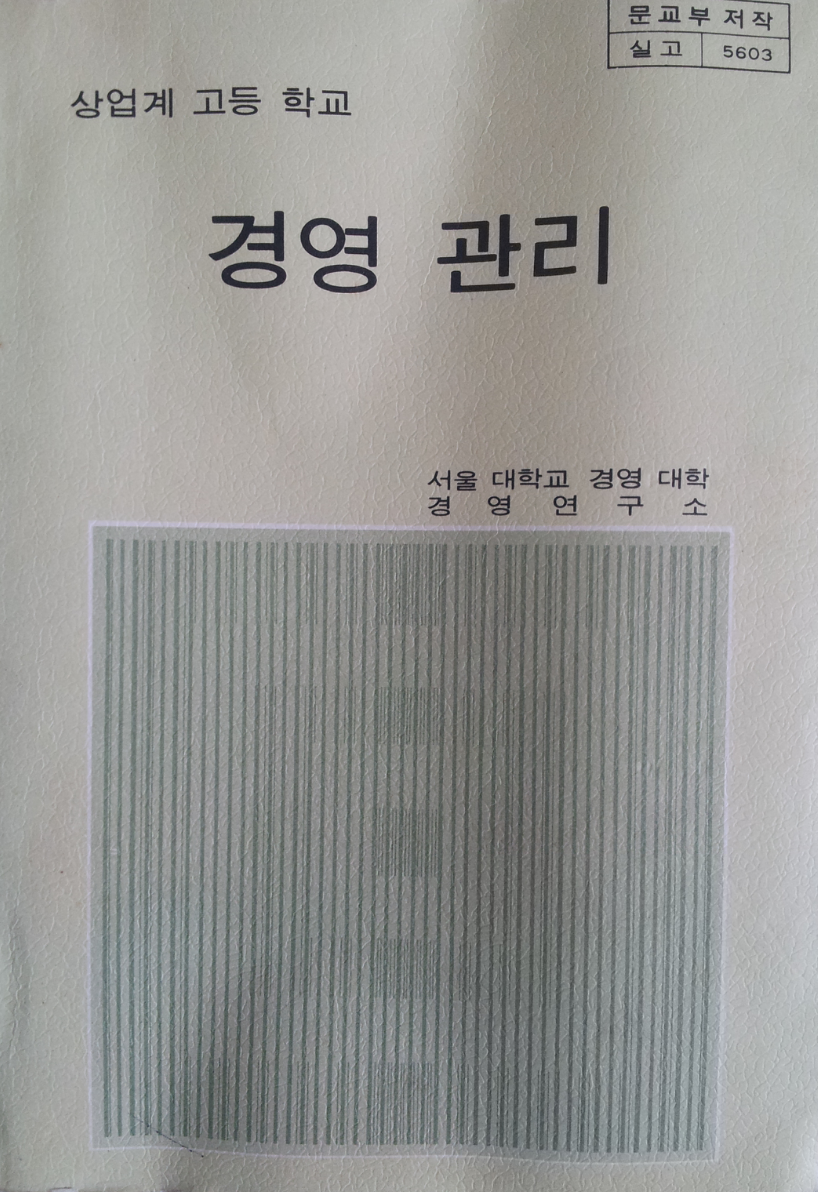 문교부 저작
실고 5603
상업계 고등 학교
경영 관리
서울 대학교 경영 대학
경영연구소